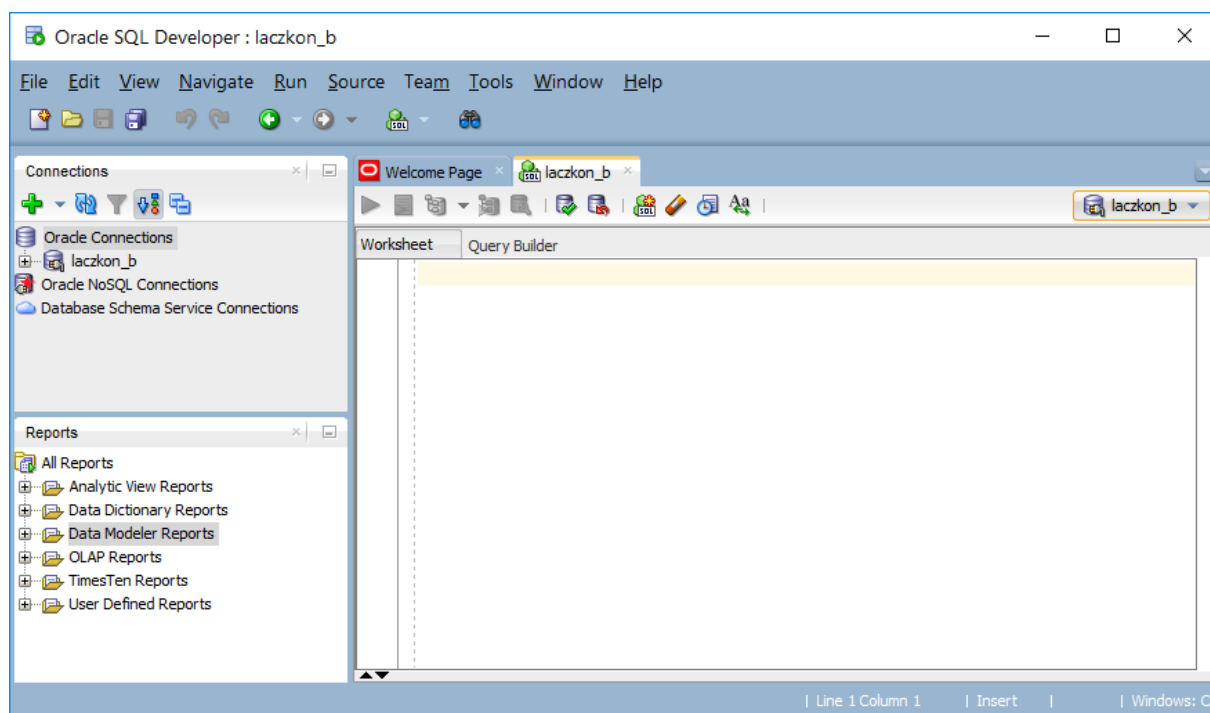 Oracle SQL Developer : laczkon_b
File Edit View Navigate Run Source Team Tools Window Help
SQL
Connections
Oracle Connections
laczkon_b
Oracle NoSQL Connections
Database Schema Service Connections
Reports
All Reports
Analytic View Reports
Data Dictionary Reports
Data Modeler Reports
OLAP Reports
TimesTen Reports
User Defined Reports
Welcome Page laczkon_b
SQL Aa laczkon_b
Worksheet Query Builder
| Line 1 Column 1 | Insert | | Windows: C